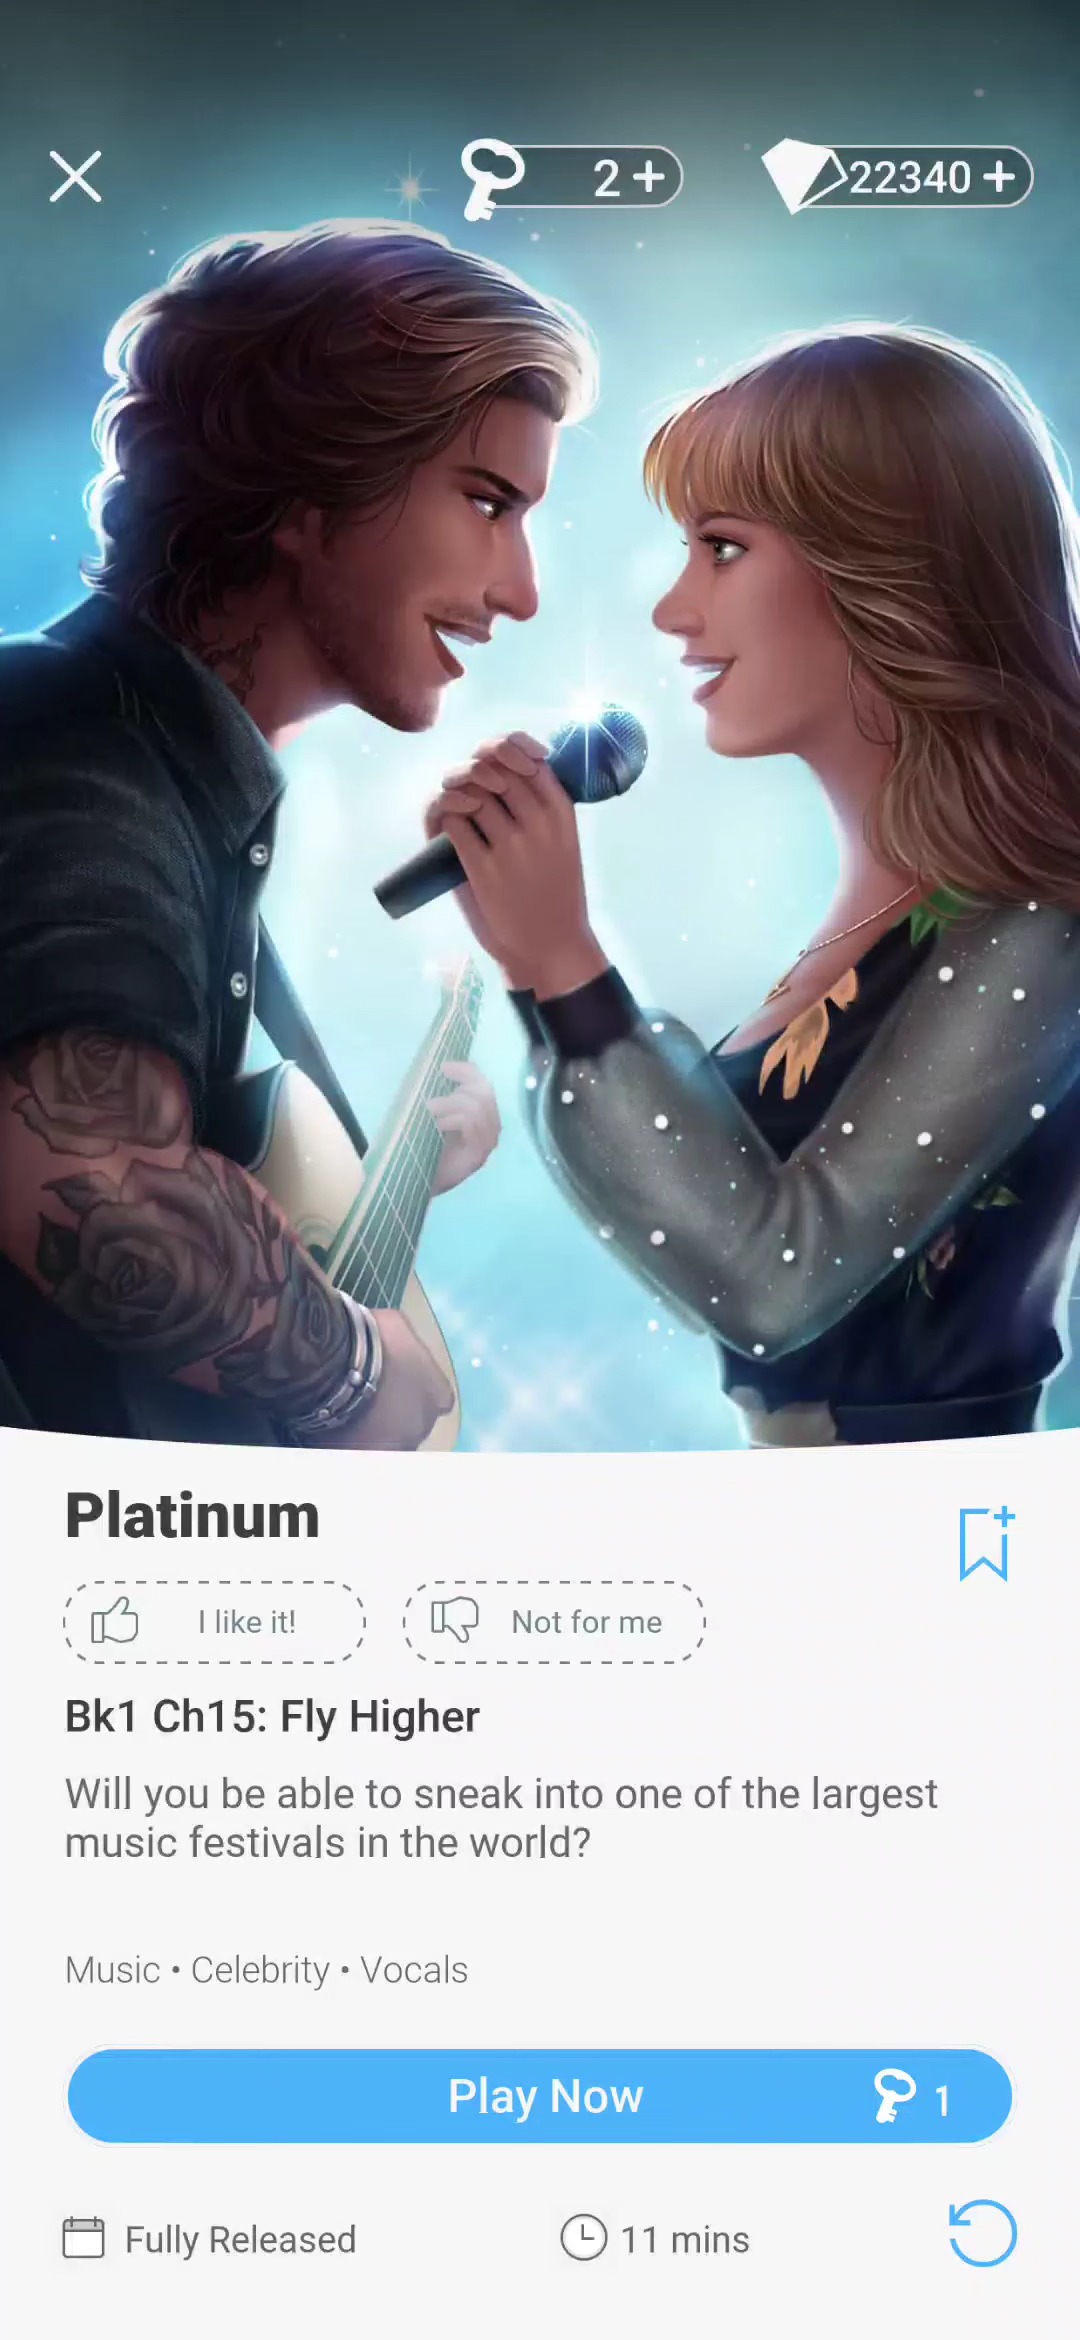 2 +
22340 +
Platinum
I like it!
Not for me
Bk1 Ch15: Fly Higher
Will you be able to sneak into one of the largest
music festivals in the world?
Music • Celebrity • Vocals
Play Now 1
Fully Released
11 mins